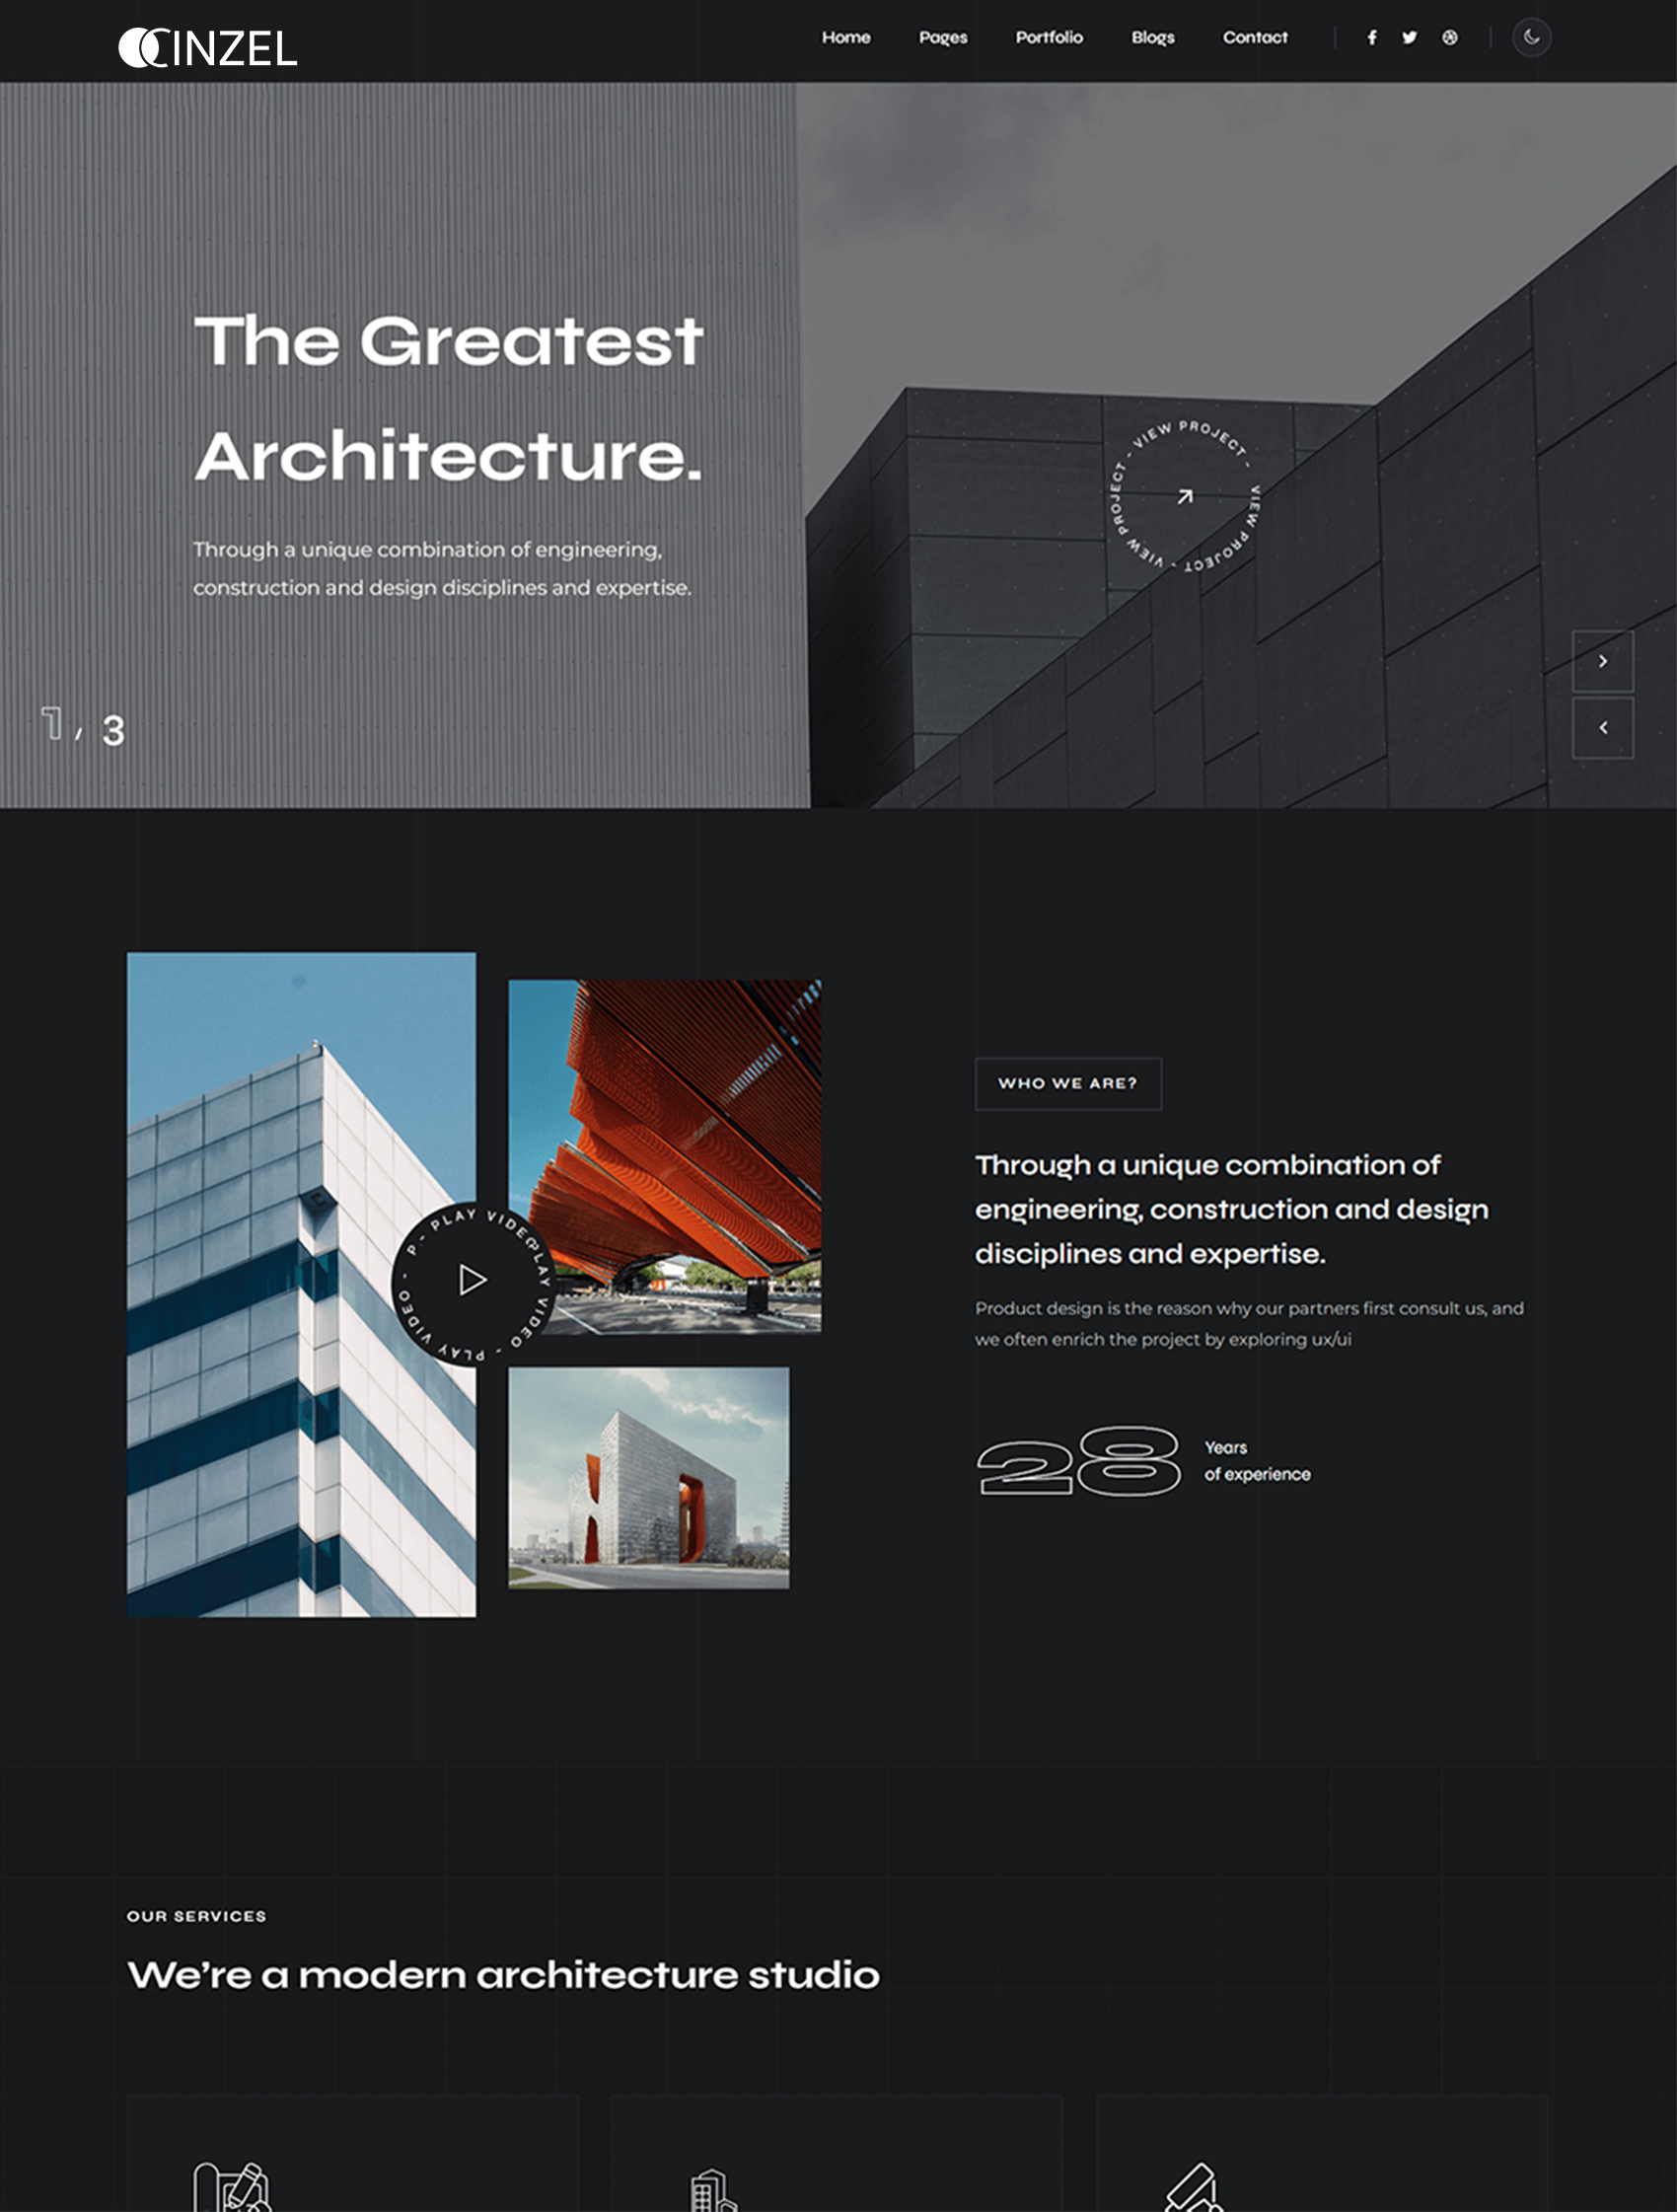 CINZEL
Home Pages Portfolio Blogs Contact
The Greatest
Architecture.
Through a unique combination of engineering,
construction and design disciplines and expertise.
VIEW PROJECT - VIEW PROJECT - VIEW PROJECT -
1 / 3
WHO WE ARE?
Through a unique combination of
engineering, construction and design
disciplines and expertise.
Product design is the reason why our partners first consult us, and
we often enrich the project by exploring ux/ui
P - PLAY VIDEO PLAY VIDEO - PLAY VIDEO -
28 Years
of experience
OUR SERVICES
We’re a modern architecture studio